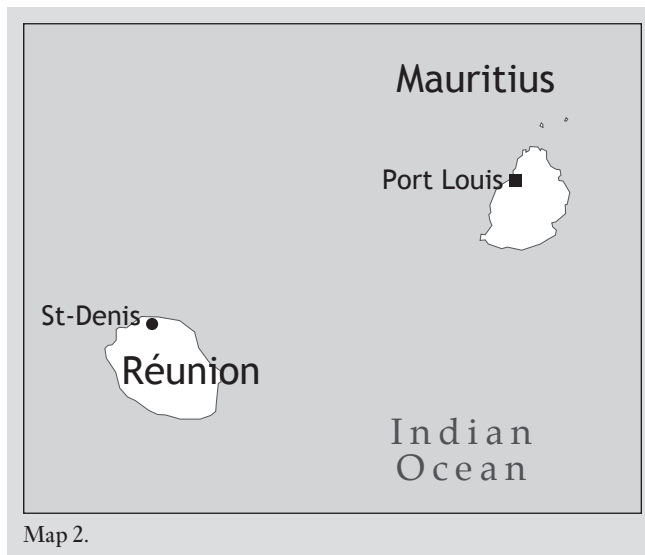 Mauritius
Port Louis
St-Denis
Réunion
Indian
Ocean
Map 2.